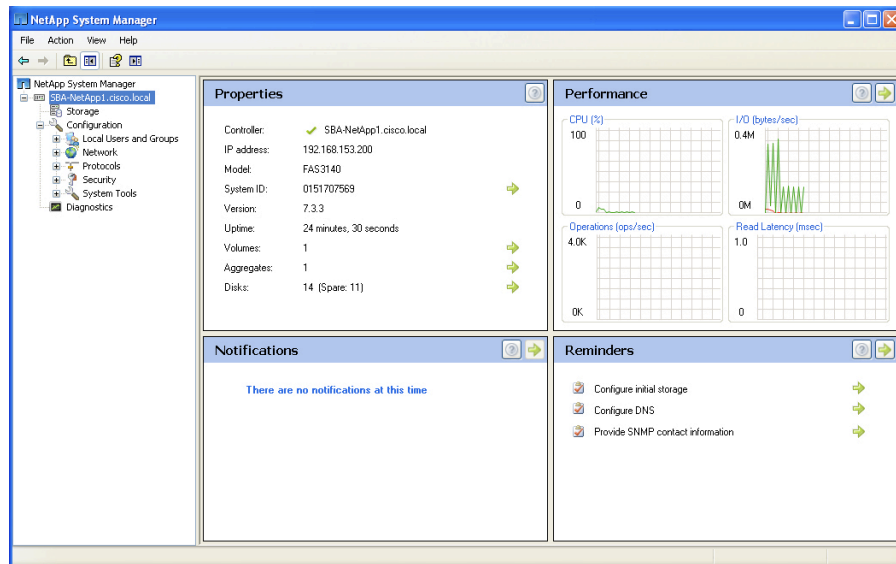 NetApp System Manager
File Action View Help
NetApp System Manager
SBA-NetApp1.cisco.local
Storage
Configuration
Local Users and Groups
Network
Protocols
Security
System Tools
Diagnostics
Properties
Controller: SBA-NetApp1.cisco.local
IP address: 192.168.153.200
Model: FAS3140
System ID: 0151707569
Version: 7.3.3
Uptime: 24 minutes, 30 seconds
Volumes: 1
Aggregates: 1
Disks: 14 (Spare: 11)
Performance
CPU (%)
100
0
I/O (bytes/sec)
0.4M
0M
Operations (ops/sec)
4.0K
0K
Read Latency (msec)
1.0
0
Notifications
There are no notifications at this time
Reminders
Configure initial storage
Configure DNS
Provide SNMP contact information